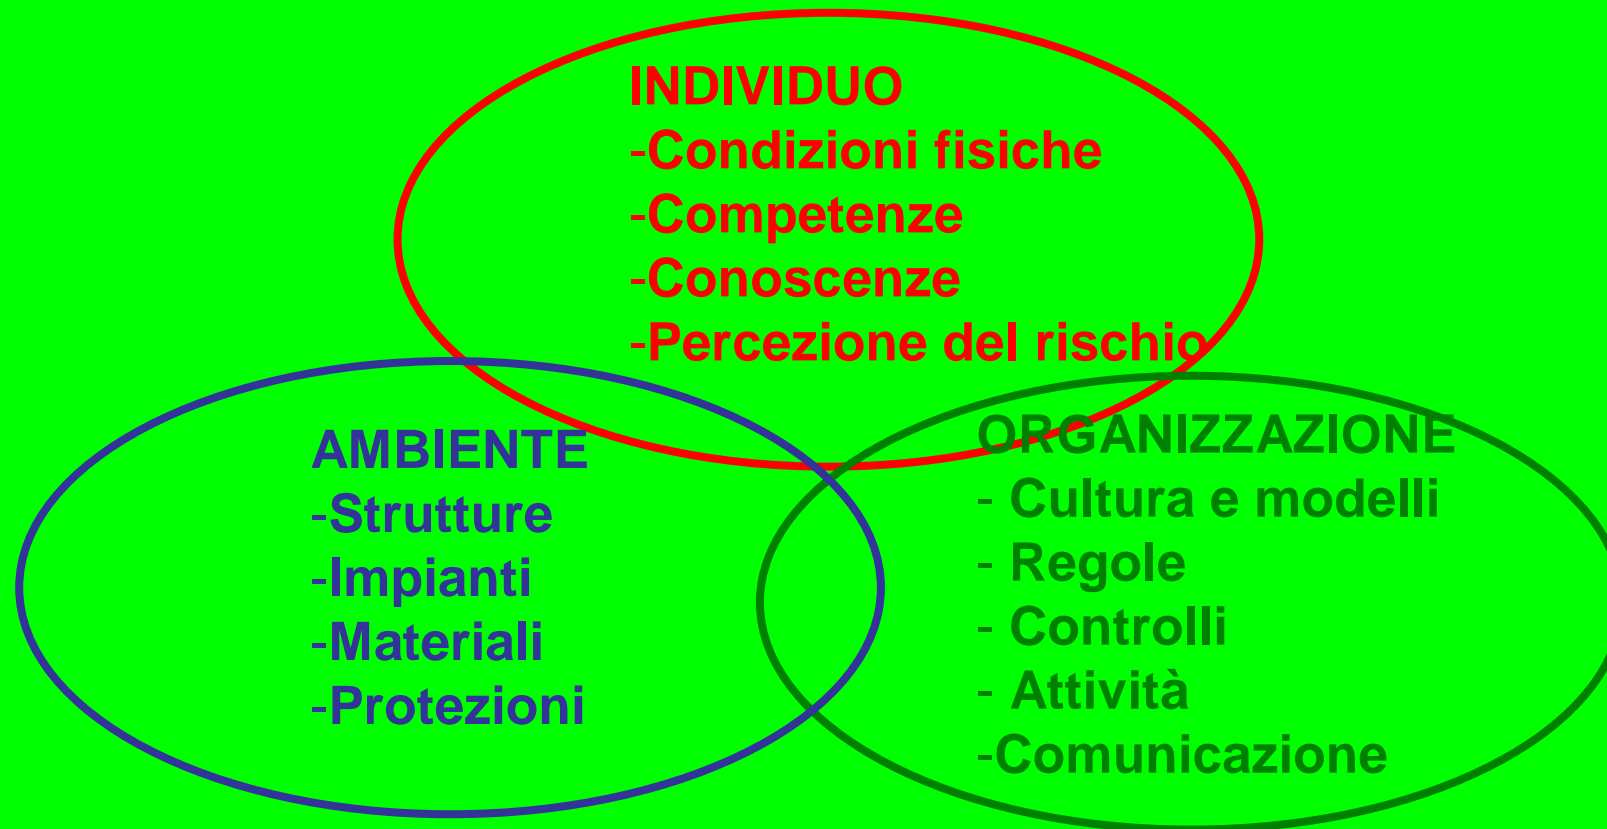 INDIVIDUO
-Condizioni fisiche
-Competenze
-Conoscenze
-Percezione del rischio
AMBIENTE
-Strutture
-Impianti
-Materiali
-Protezioni
ORGANIZZAZIONE
- Cultura e modelli
- Regole
- Controlli
- Attività
-Comunicazione